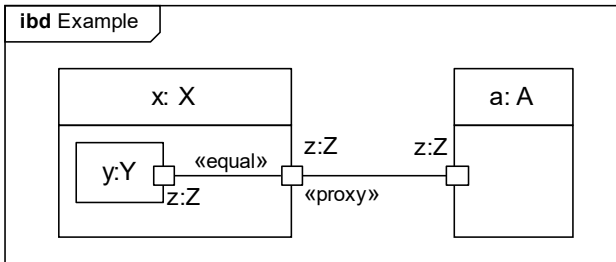 ibd Example
x: X
a: A
y:Y
«equal»
z:Z
z:Z
z:Z
«proxy»